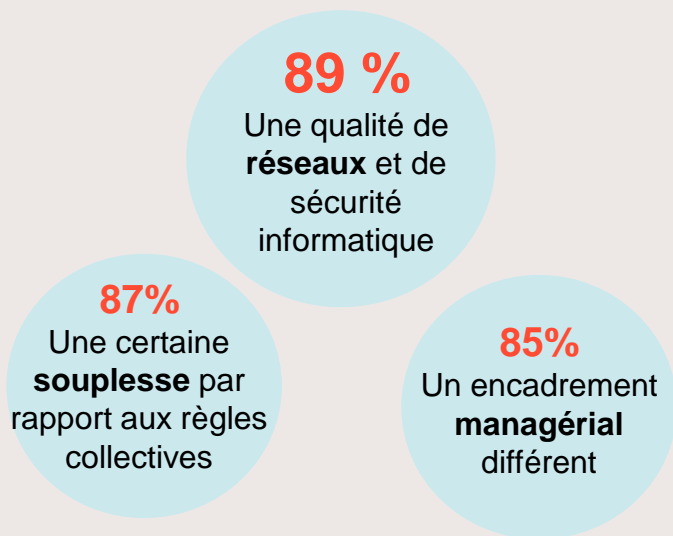 89 %
Une qualité de
réseaux et de
sécurité
informatique
87%
Une certaine
souplesse par
rapport aux règles
collectives
85%
Un encadrement
managérial
différent